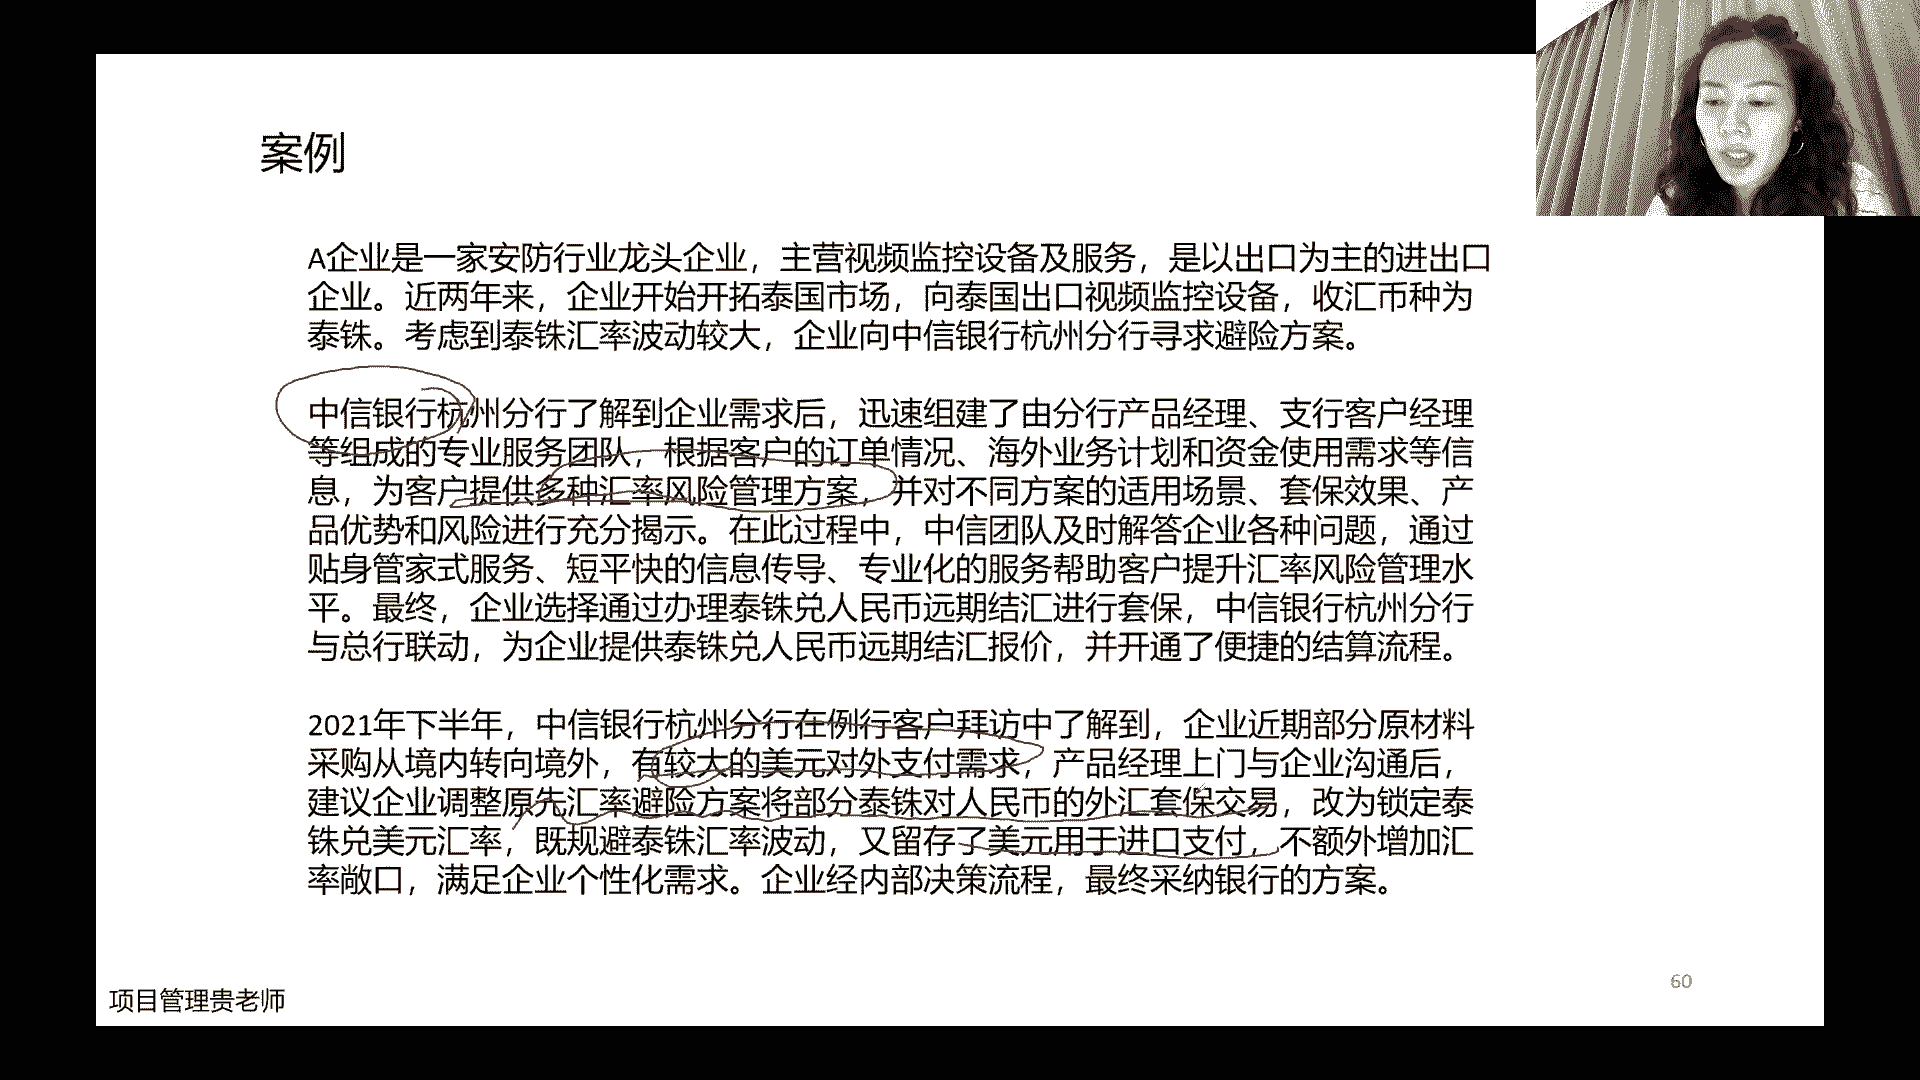 案例
A企业是一家安防行业龙头企业，主营视频监控设备及服务，是以出口为主的进出口
企业。近两年来，企业开始开拓泰国市场，向泰国出口视频监控设备，收汇币种为
泰铢。考虑到泰铢汇率波动较大，企业向中信银行杭州分行寻求避险方案。
中信银行杭州分行了解到企业需求后，迅速组建了由分行产品经理、支行客户经理
等组成的专业服务团队，根据客户的订单情况、海外业务计划和资金使用需求等信
息，为客户提供多种汇率风险管理方案，并对不同方案的适用场景、套保效果、产
品优势和风险进行充分揭示。在此过程中，中信团队及时解答企业各种问题，通过
贴身管家式服务、短平快的信息传导、专业化的服务帮助客户提升汇率风险管理水
平。最终，企业选择通过办理泰铢兑人民币远期结汇进行套保，中信银行杭州分行
与总行联动，为企业提供泰铢兑人民币远期结汇报价，并开通了便捷的结算流程。
2021年下半年，中信银行杭州分行在例行客户拜访中了解到，企业近期部分原材料
采购从境内转向境外，有较大的美元对外支付需求，产品经理上门与企业沟通后，
建议企业调整原先汇率避险方案将部分泰铢对人民币的外汇套保交易，改为锁定泰
铢兑美元汇率，既规避泰铢汇率波动，又留存了美元用于进口支付，不额外增加汇
率敞口，满足企业个性化需求。企业经内部决策流程，最终采纳银行的方案。
项目管理贵老师
60